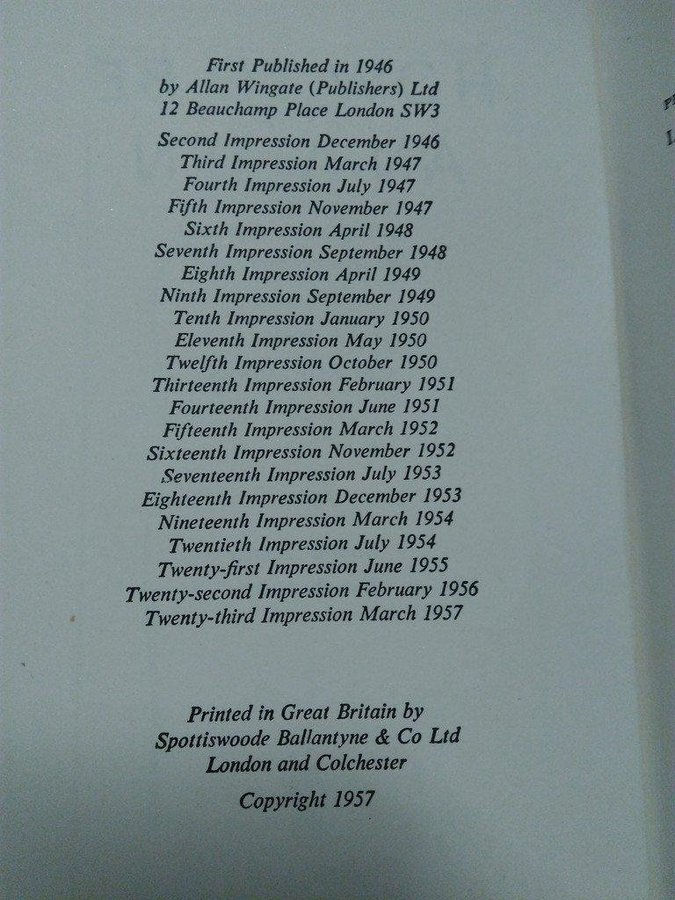 First Published in 1946
by Allan Wingate (Publishers) Ltd
12 Beauchamp Place London SW3
Second Impression December 1946
Third Impression March 1947
Fourth Impression July 1947
Fifth Impression November 1947
Sixth Impression April 1948
Seventh Impression September 1948
Eighth Impression April 1949
Ninth Impression September 1949
Tenth Impression January 1950
Eleventh Impression May 1950
Twelfth Impression October 1950
Thirteenth Impression February 1951
Fourteenth Impression June 1951
Fifteenth Impression March 1952
Sixteenth Impression November 1952
Seventeenth Impression July 1953
Eighteenth Impression December 1953
Nineteenth Impression March 1954
Twentieth Impression July 1954
Twenty-first Impression June 1955
Twenty-second Impression February 1956
Twenty-third Impression March 1957
Printed in Great Britain by
Spottiswoode Ballantyne & Co Ltd
London and Colchester
Copyright 1957